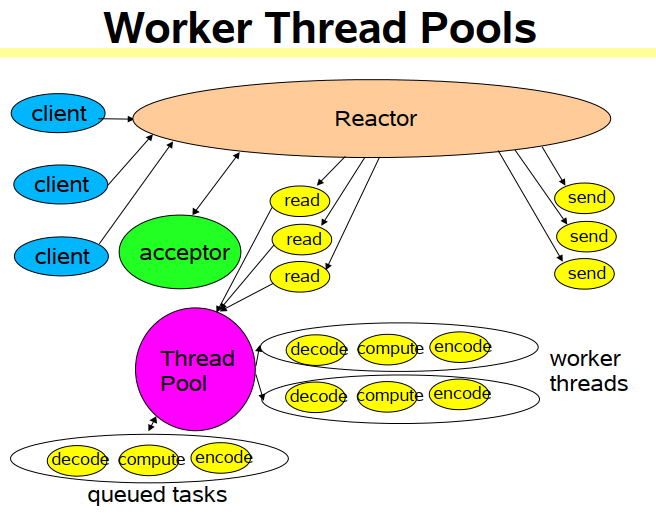 Worker Thread Pools
client
Reactor
client
client
acceptor
read
read
read
send
send
send
Thread
Pool
decode compute encode
decode compute encode
worker
threads
decode compute encode
queued tasks